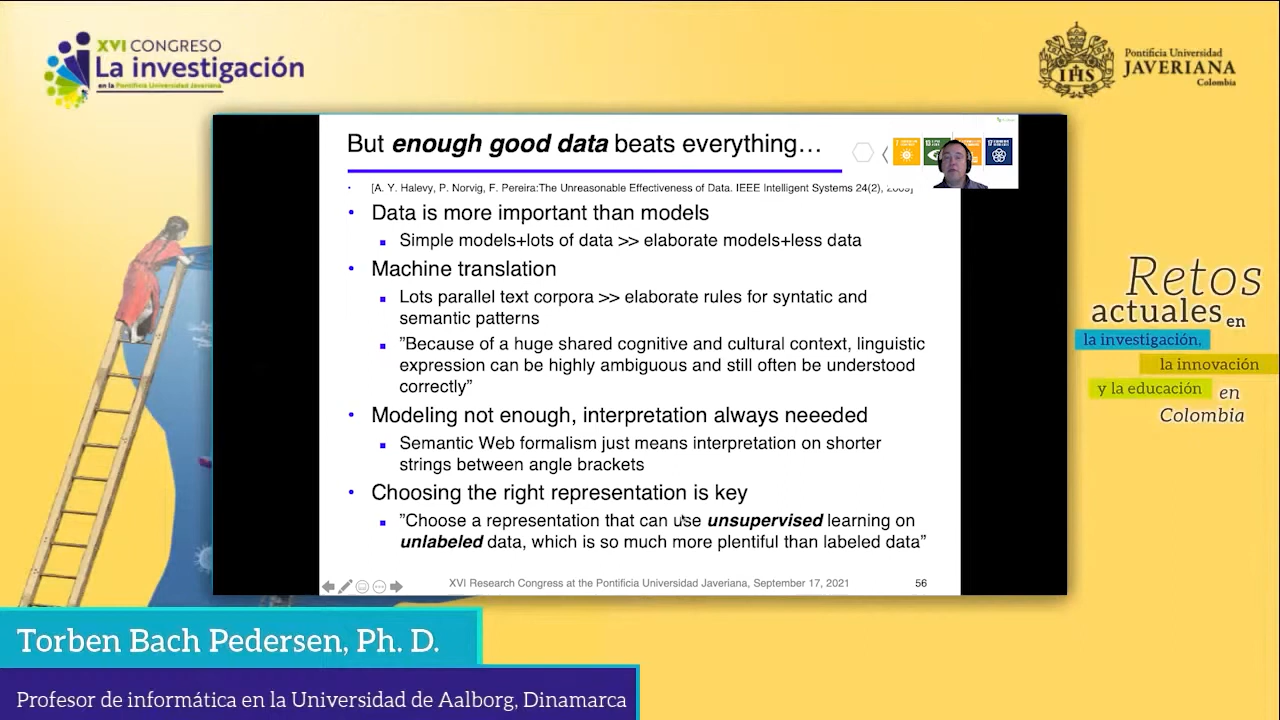 XVI CONGRESO
La investigación
en la Pontificia Universidad Javeriana
Pontificia Universidad
JAVERIANA
Colombia
IHS
But enough good data beats everything…
[A. Y. Halevy, P. Norvig, F. Pereira:The Unreasonable Effectiveness of Data. IEEE Intelligent Systems 24(2), 2009]
Data is more important than models
Simple models+lots of data >> elaborate models+less data
Machine translation
Lots parallel text corpora >> elaborate rules for syntatic and
semantic patterns
”Because of a huge shared cognitive and cultural context, linguistic
expression can be highly ambiguous and still often be understood
correctly”
Modeling not enough, interpretation always neeeded
Semantic Web formalism just means interpretation on shorter
strings between angle brackets
Choosing the right representation is key
”Choose a representation that can use unsupervised learning on
unlabeled data, which is so much more plentiful than labeled data”
XVI Research Congress at the Pontificia Universidad Javeriana, September 17, 2021 56
Retos
actuales en
la investigación,
la innovación
y la educación en
Colombia
Torben Bach Pedersen, Ph. D.
Profesor de informática en la Universidad de Aalborg, Dinamarca